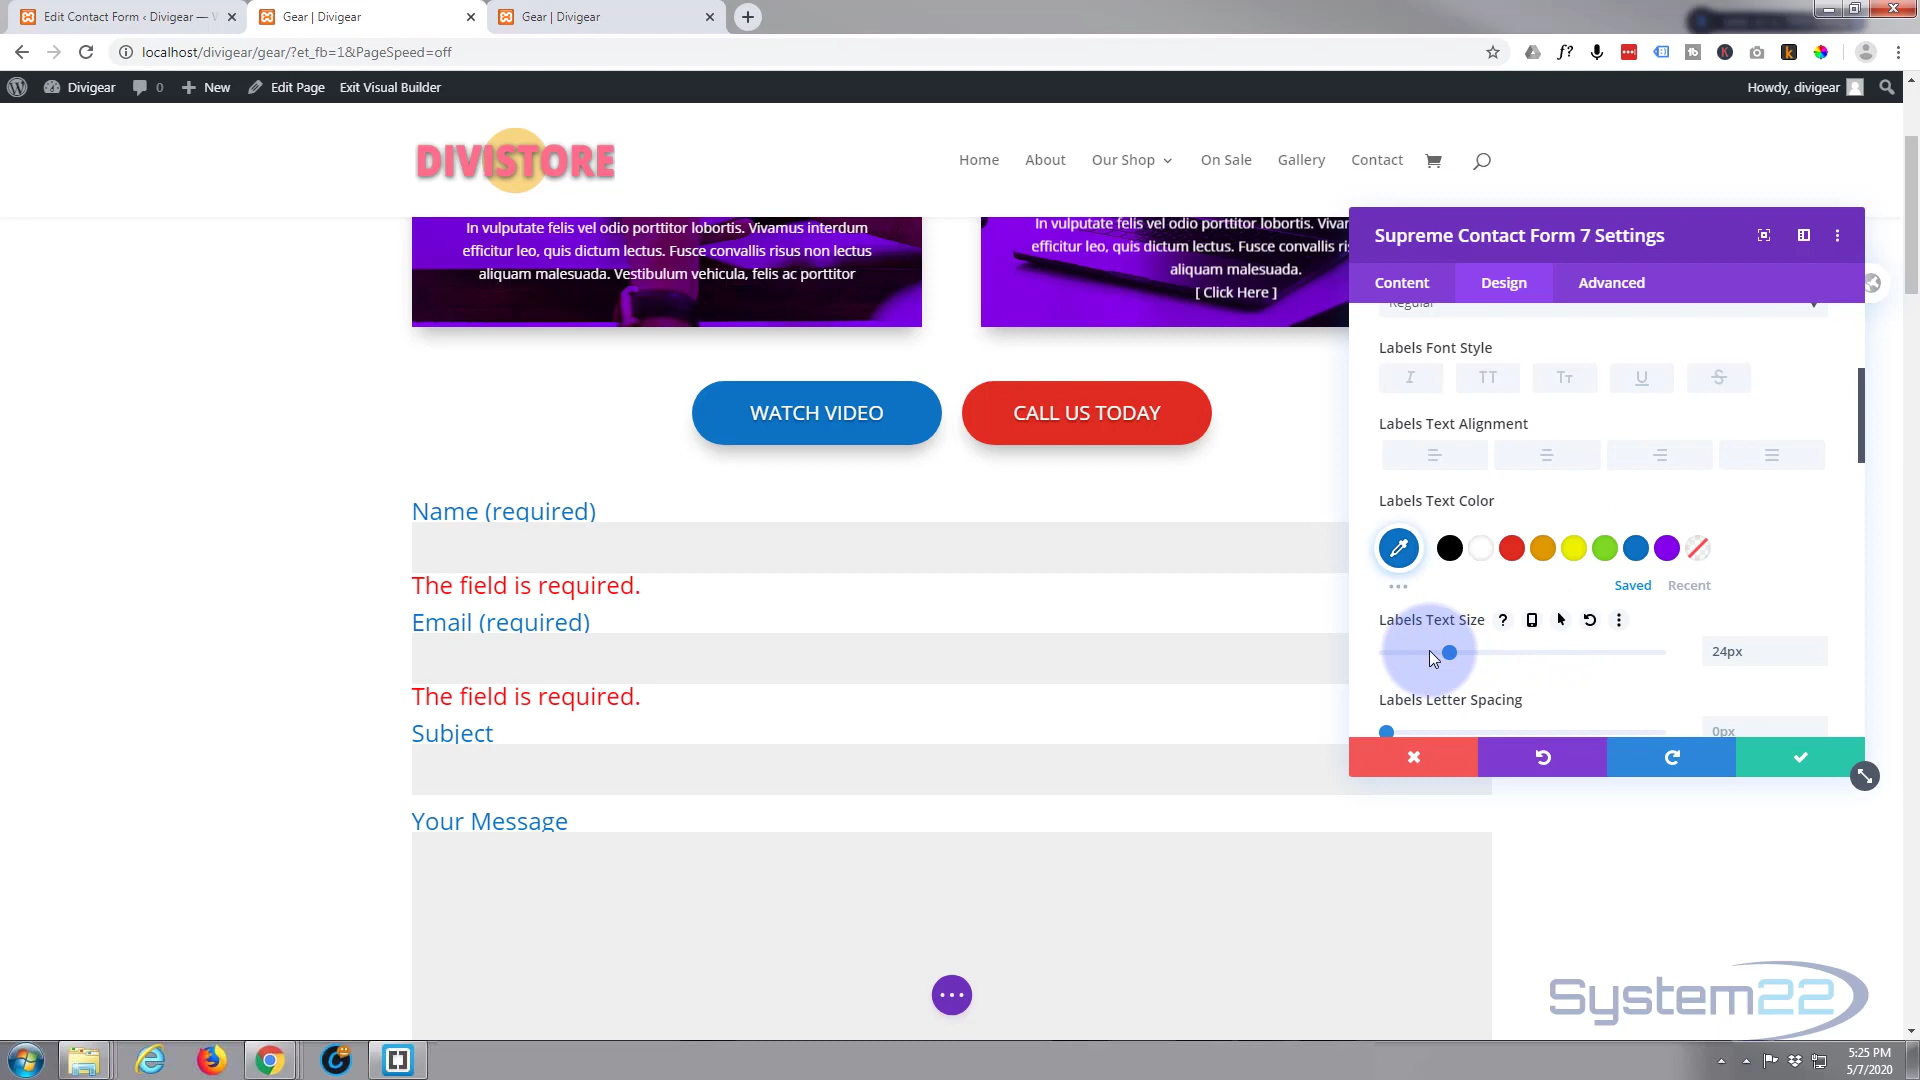 Edit Contact Form ‹ Divigear — W
Gear | Divigear
Gear | Divigear
localhost/divigear/gear/?et_fb=1&PageSpeed=off
f?
Divigear
0
New
Edit Page
Exit Visual Builder
Howdy, divigear
DIVISTORE
Home
About
Our Shop
On Sale
Gallery
Contact
In vulputate felis vel odio porttitor lobortis. Vivamus interdum
efficitur leo, quis dictum lectus. Fusce convallis risus non lectus
aliquam malesuada. Vestibulum vehicula, felis ac porttitor
In vulputate felis vel odio porttitor lobortis. Vivar
efficitur leo, quis dictum lectus. Fusce convallis ris
aliquam malesuada.
[ Click Here ]
WATCH VIDEO
CALL US TODAY
Name (required)
The field is required.
Email (required)
The field is required.
Subject
Your Message
Supreme Contact Form 7 Settings
Content
Design
Advanced
Regular
Labels Font Style
I
TT
Tт
U
S
Labels Text Alignment
Labels Text Color
Saved
Recent
Labels Text Size
?
24px
Labels Letter Spacing
0px
System22
5:25 PM
5/7/2020